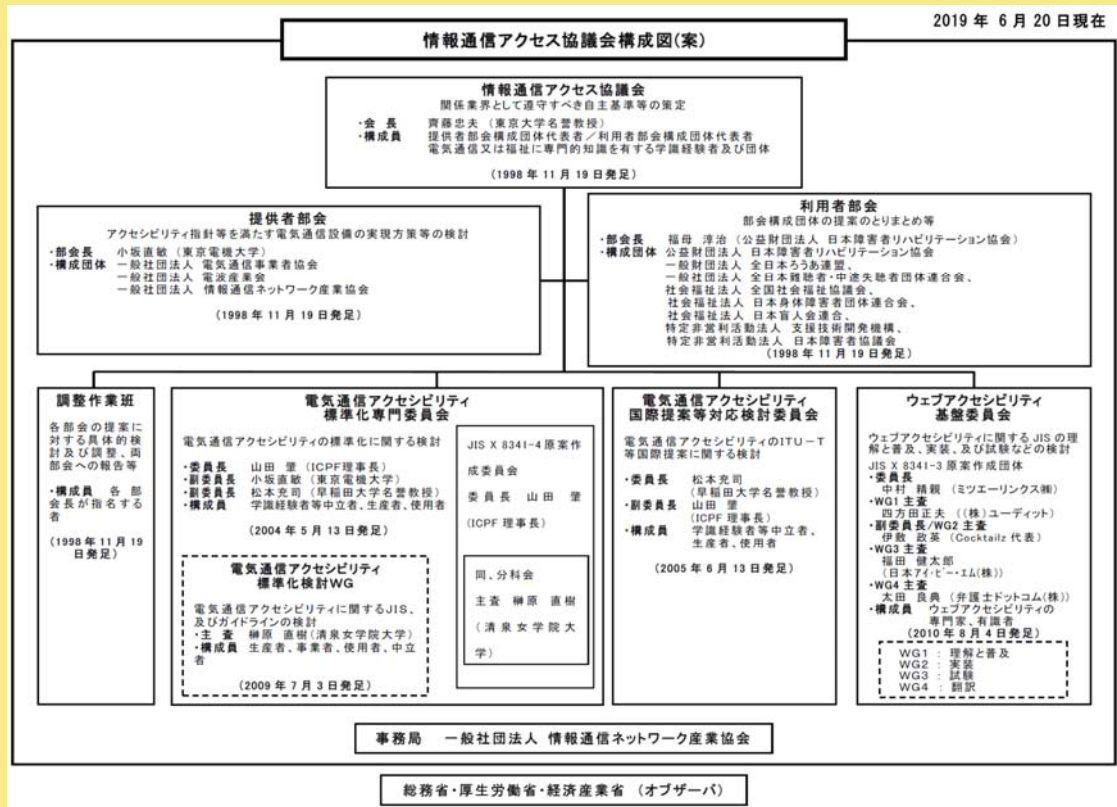 2019 年 6 月 20 日現在
情報通信アクセス協議会構成図(案)
情報通信アクセス協議会
関係業界として遵守すべき自主基準等の策定
・会 長 齊藤忠夫 (東京大学名誉教授)
・構成員 提供者部会構成団体代表者/利用者部会構成団体代表者
電気通信又は福祉に専門的知識を有する学識経験者及び団体
(1998 年 11 月 19 日発足)
提供者部会
アクセシビリティ指針等を満たす電気通信設備の実現方策等の検討
・部会長 小坂直敏 (東京電機大学)
・構成団体 一般社団法人 電気通信事業者協会
一般社団法人 電波産業会
一般社団法人 情報通信ネットワーク産業協会
(1998 年 11 月 19 日発足)
利用者部会
部会構成団体の提案のとりまとめ等
・部会長 福母 淳治 (公益財団法人 日本障害者リハビリテーション協会)
・構成団体 公益財団法人 日本障害者リハビリテーション協会
一般財団法人 全日本ろうあ連盟、
一般社団法人 全日本難聴者・中途失聴者団体連合会、
社会福祉法人 全国社会福祉協議会、
社会福祉法人 日本身体障害者団体連合会、
社会福祉法人 日本盲人会連合、
特定非営利活動法人 支援技術開発機構、
特定非営利活動法人 日本障害者協議会
(1998 年 11 月 19 日発足)
調整作業班
各部会の提案に
対する具体的検
討及び調整、両
部会への報告等
・構成員 各 部
会長が指名する
者
(1998 年 11 月 19
日発足)
電気通信アクセシビリティ
標準化専門委員会
電気通信アクセシビリティの標準化に関する検討
・委員長 山田 肇 (ICPF理事長)
・副委員長 小坂直敏 (東京電機大学)
・副委員長 松本充司 (早稲田大学名誉教授)
・構成員 学識経験者等中立者、生産者、使用者
(2004 年 5 月 13 日発足)
電気通信アクセシビリティ
標準化検討WG
電気通信アクセシビリティに関するJIS、
及びガイドラインの検討
・主 査 榊原 直樹(清泉女学院大学)
・構成員 生産者、事業者、使用者、中立
者
(2009 年 7 月 3 日発足)
JIS X 8341-4 原案作
成委員会
委員長 山田 肇
(ICPF 理事長)
同、分科会
主査 榊原 直樹
(清泉女学院大
学)
電気通信アクセシビリティ
国際提案等対応検討委員会
電気通信アクセシビリティのITU-T
等国際提案に関する検討
・委員長 松本充司
(早稲田大学名誉教授)
・副委員長 山田 肇
(ICPF 理事長)
・構成員 学識経験者等中立者、
生産者、使用者
(2005 年 6 月 13 日発足)
ウェブアクセシビリティ
基盤委員会
ウェブアクセシビリティに関する JIS の理
解と普及、実装、及び試験などの検討
JIS X 8341-3 原案作成団体
・委員長
中村 精親 (ミツエーリンクス㈱)
・WG1 主査
四方田正夫 ((株)ユーディット)
・副委員長/WG2 主査
伊敷 政英 (Cocktailz 代表)
・WG3 主査
福田 健太郎
(日本アイ・ビー・エム(株))
・WG4 主査
太田 良典 (弁護士ドットコム(株))
・構成員 ウェブアクセシビリティの
専門家、有識者
(2010 年 8 月 4 日発足)
WG1 : 理解と普及
WG2 : 実装
WG3 : 試験
WG4 : 翻訳
事務局 一般社団法人 情報通信ネットワーク産業協会
総務省・厚生労働省・経済産業省 (オブザーバ)